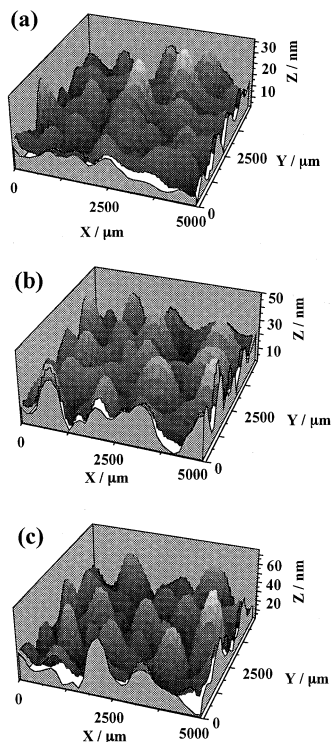 (a)
30
20
10
Z / nm
2500
Y / µm
0
0
2500
5000
X / µm
(b)
50
30
10
Z / nm
2500
Y / µm
0
0
2500
5000
X / µm
(c)
60
40
20
Z / nm
2500
Y / µm
0
0
2500
5000
X / µm